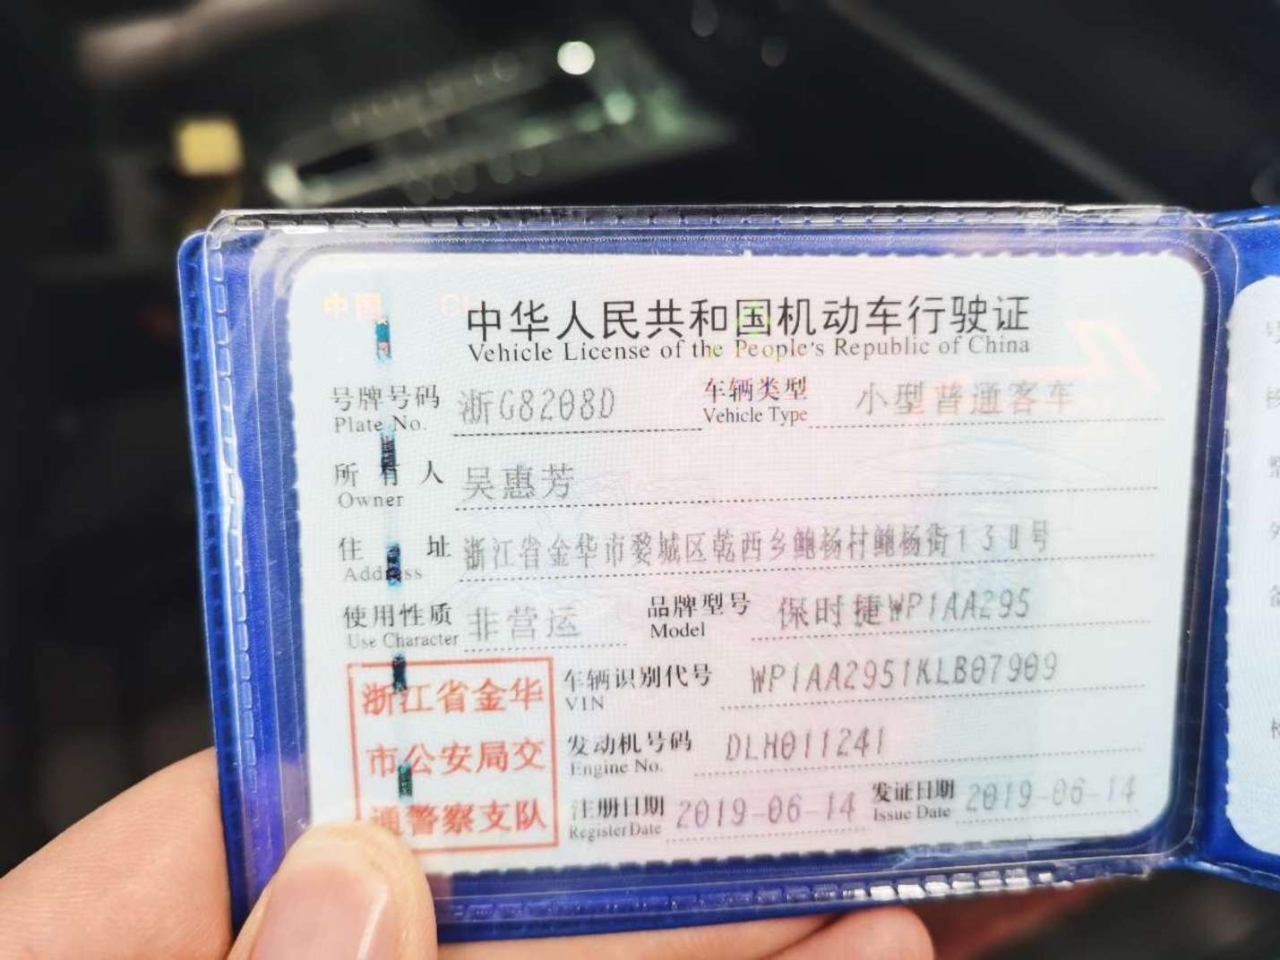 中国
中华人民共和国机动车行驶证
Vehicle License of the People's Republic of China
号牌号码 浙G8208D 车辆类型 小型普通客车
Plate No. Vehicle Type
所有人 吴惠芳
Owner
住址 浙江省金华市婺城区乾西乡鲍杨村鲍杨街130号
Address
使用性质 非营运 品牌型号 保时捷WP1AA295
Use Character Model
车辆识别代号 WP1AA2951KLB07909
VIN
发动机号码 DLH011241
Engine No.
注册日期 2019-06-14 发证日期 2019-06-14
Register Date Issue Date
浙江省金华
市公安局交
通警察支队